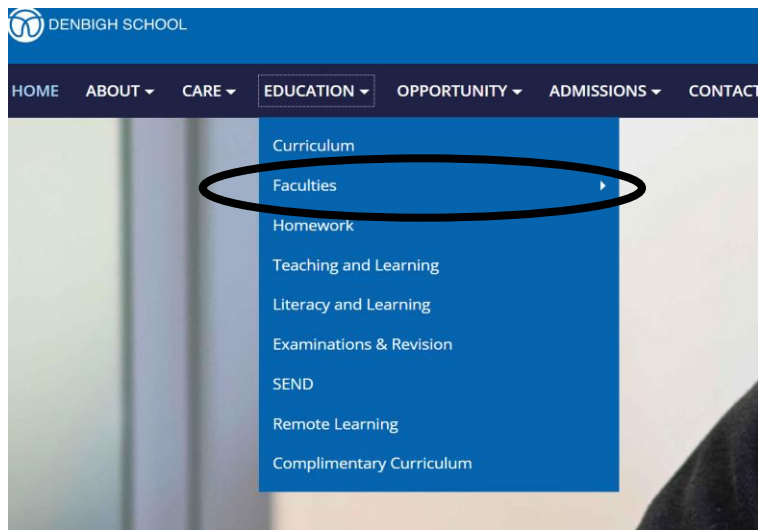 DENBIGH SCHOOL
HOME ABOUT CARE EDUCATION OPPORTUNITY ADMISSIONS CONTACT
Curriculum
Faculties
Homework
Teaching and Learning
Literacy and Learning
Examinations & Revision
SEND
Remote Learning
Complimentary Curriculum